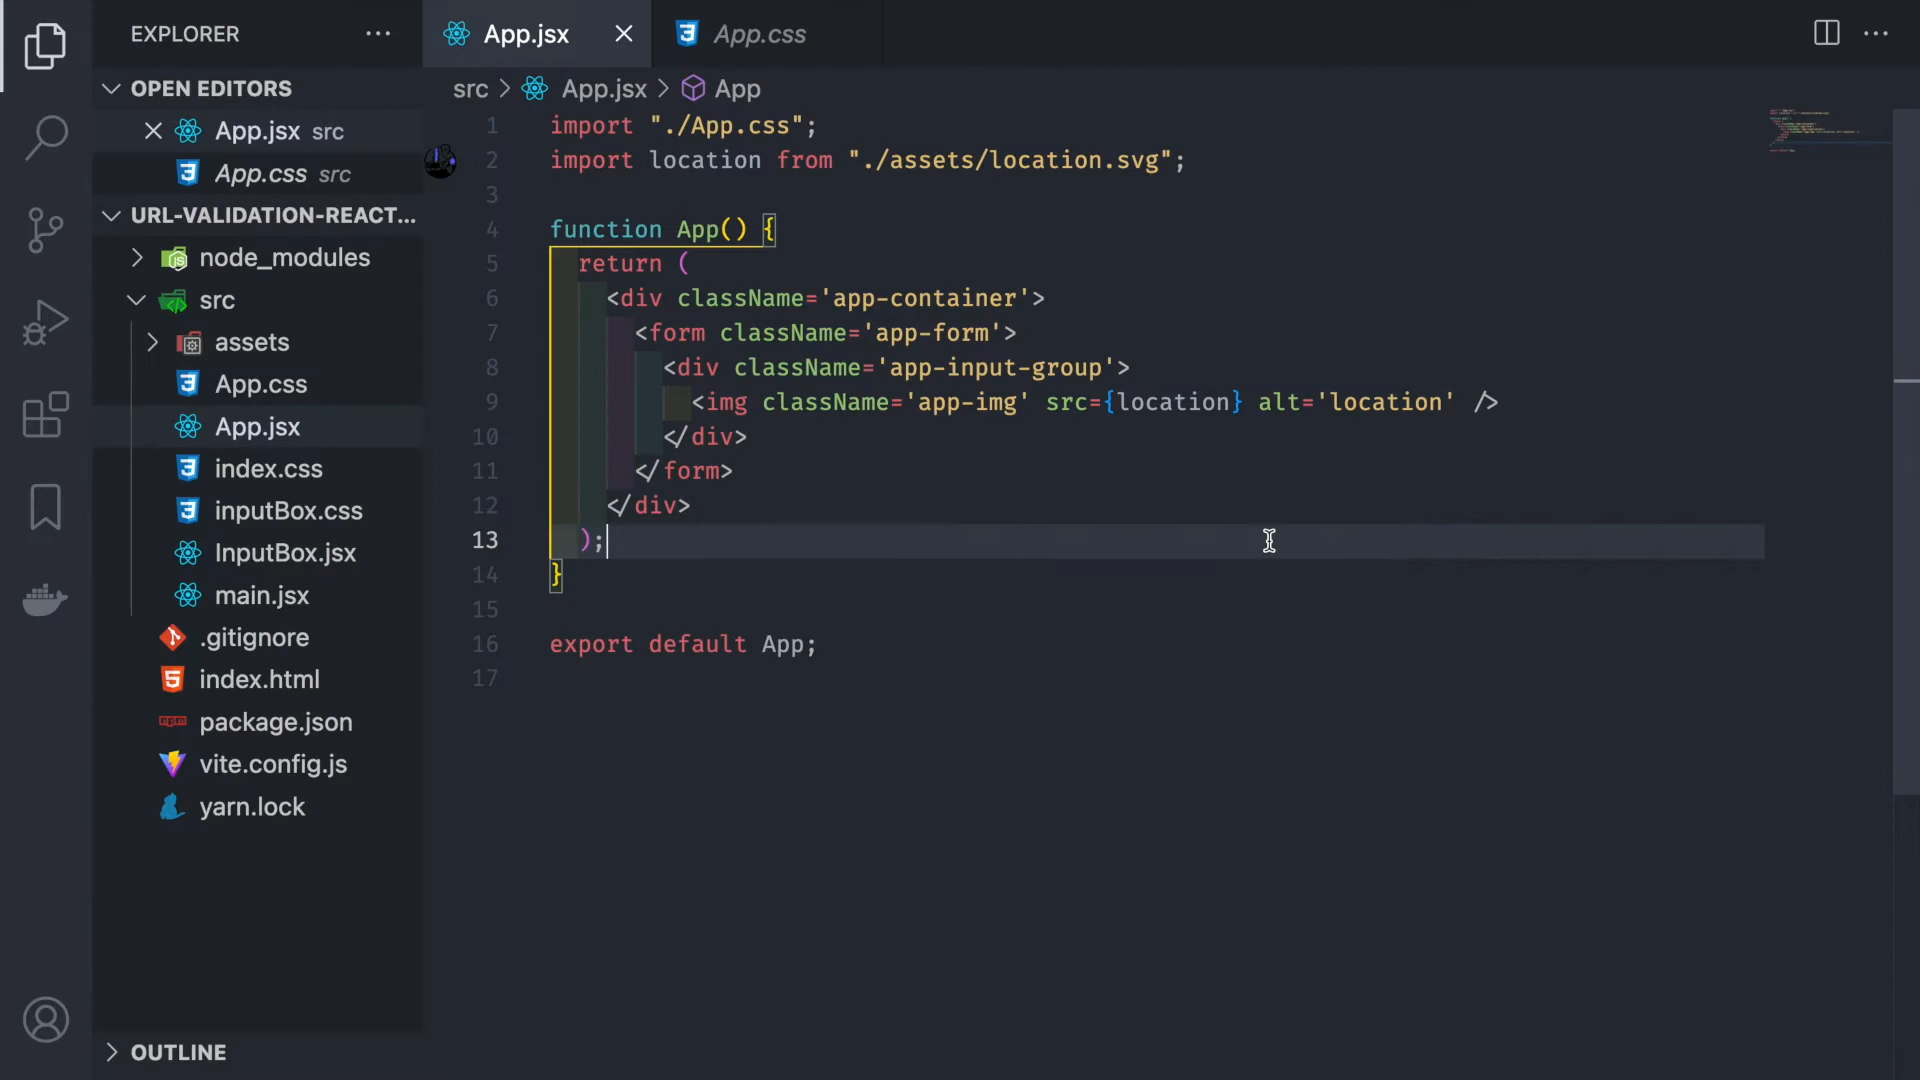 EXPLORER
OPEN EDITORS
App.jsx src
App.css src
URL-VALIDATION-REACT...
node_modules
src
assets
App.css
App.jsx
index.css
inputBox.css
InputBox.jsx
main.jsx
.gitignore
index.html
package.json
vite.config.js
yarn.lock
OUTLINE
App.jsx
App.css
src > App.jsx > App
1 import "./App.css";
2 import location from "./assets/location.svg";
3
4 function App() {
5 return (
6 <div className='app-container'>
7 <form className='app-form'>
8 <div className='app-input-group'>
9 <img className='app-img' src={location} alt='location' />
10 </div>
11 </form>
12 </div>
13 );
14 }
15
16 export default App;
17